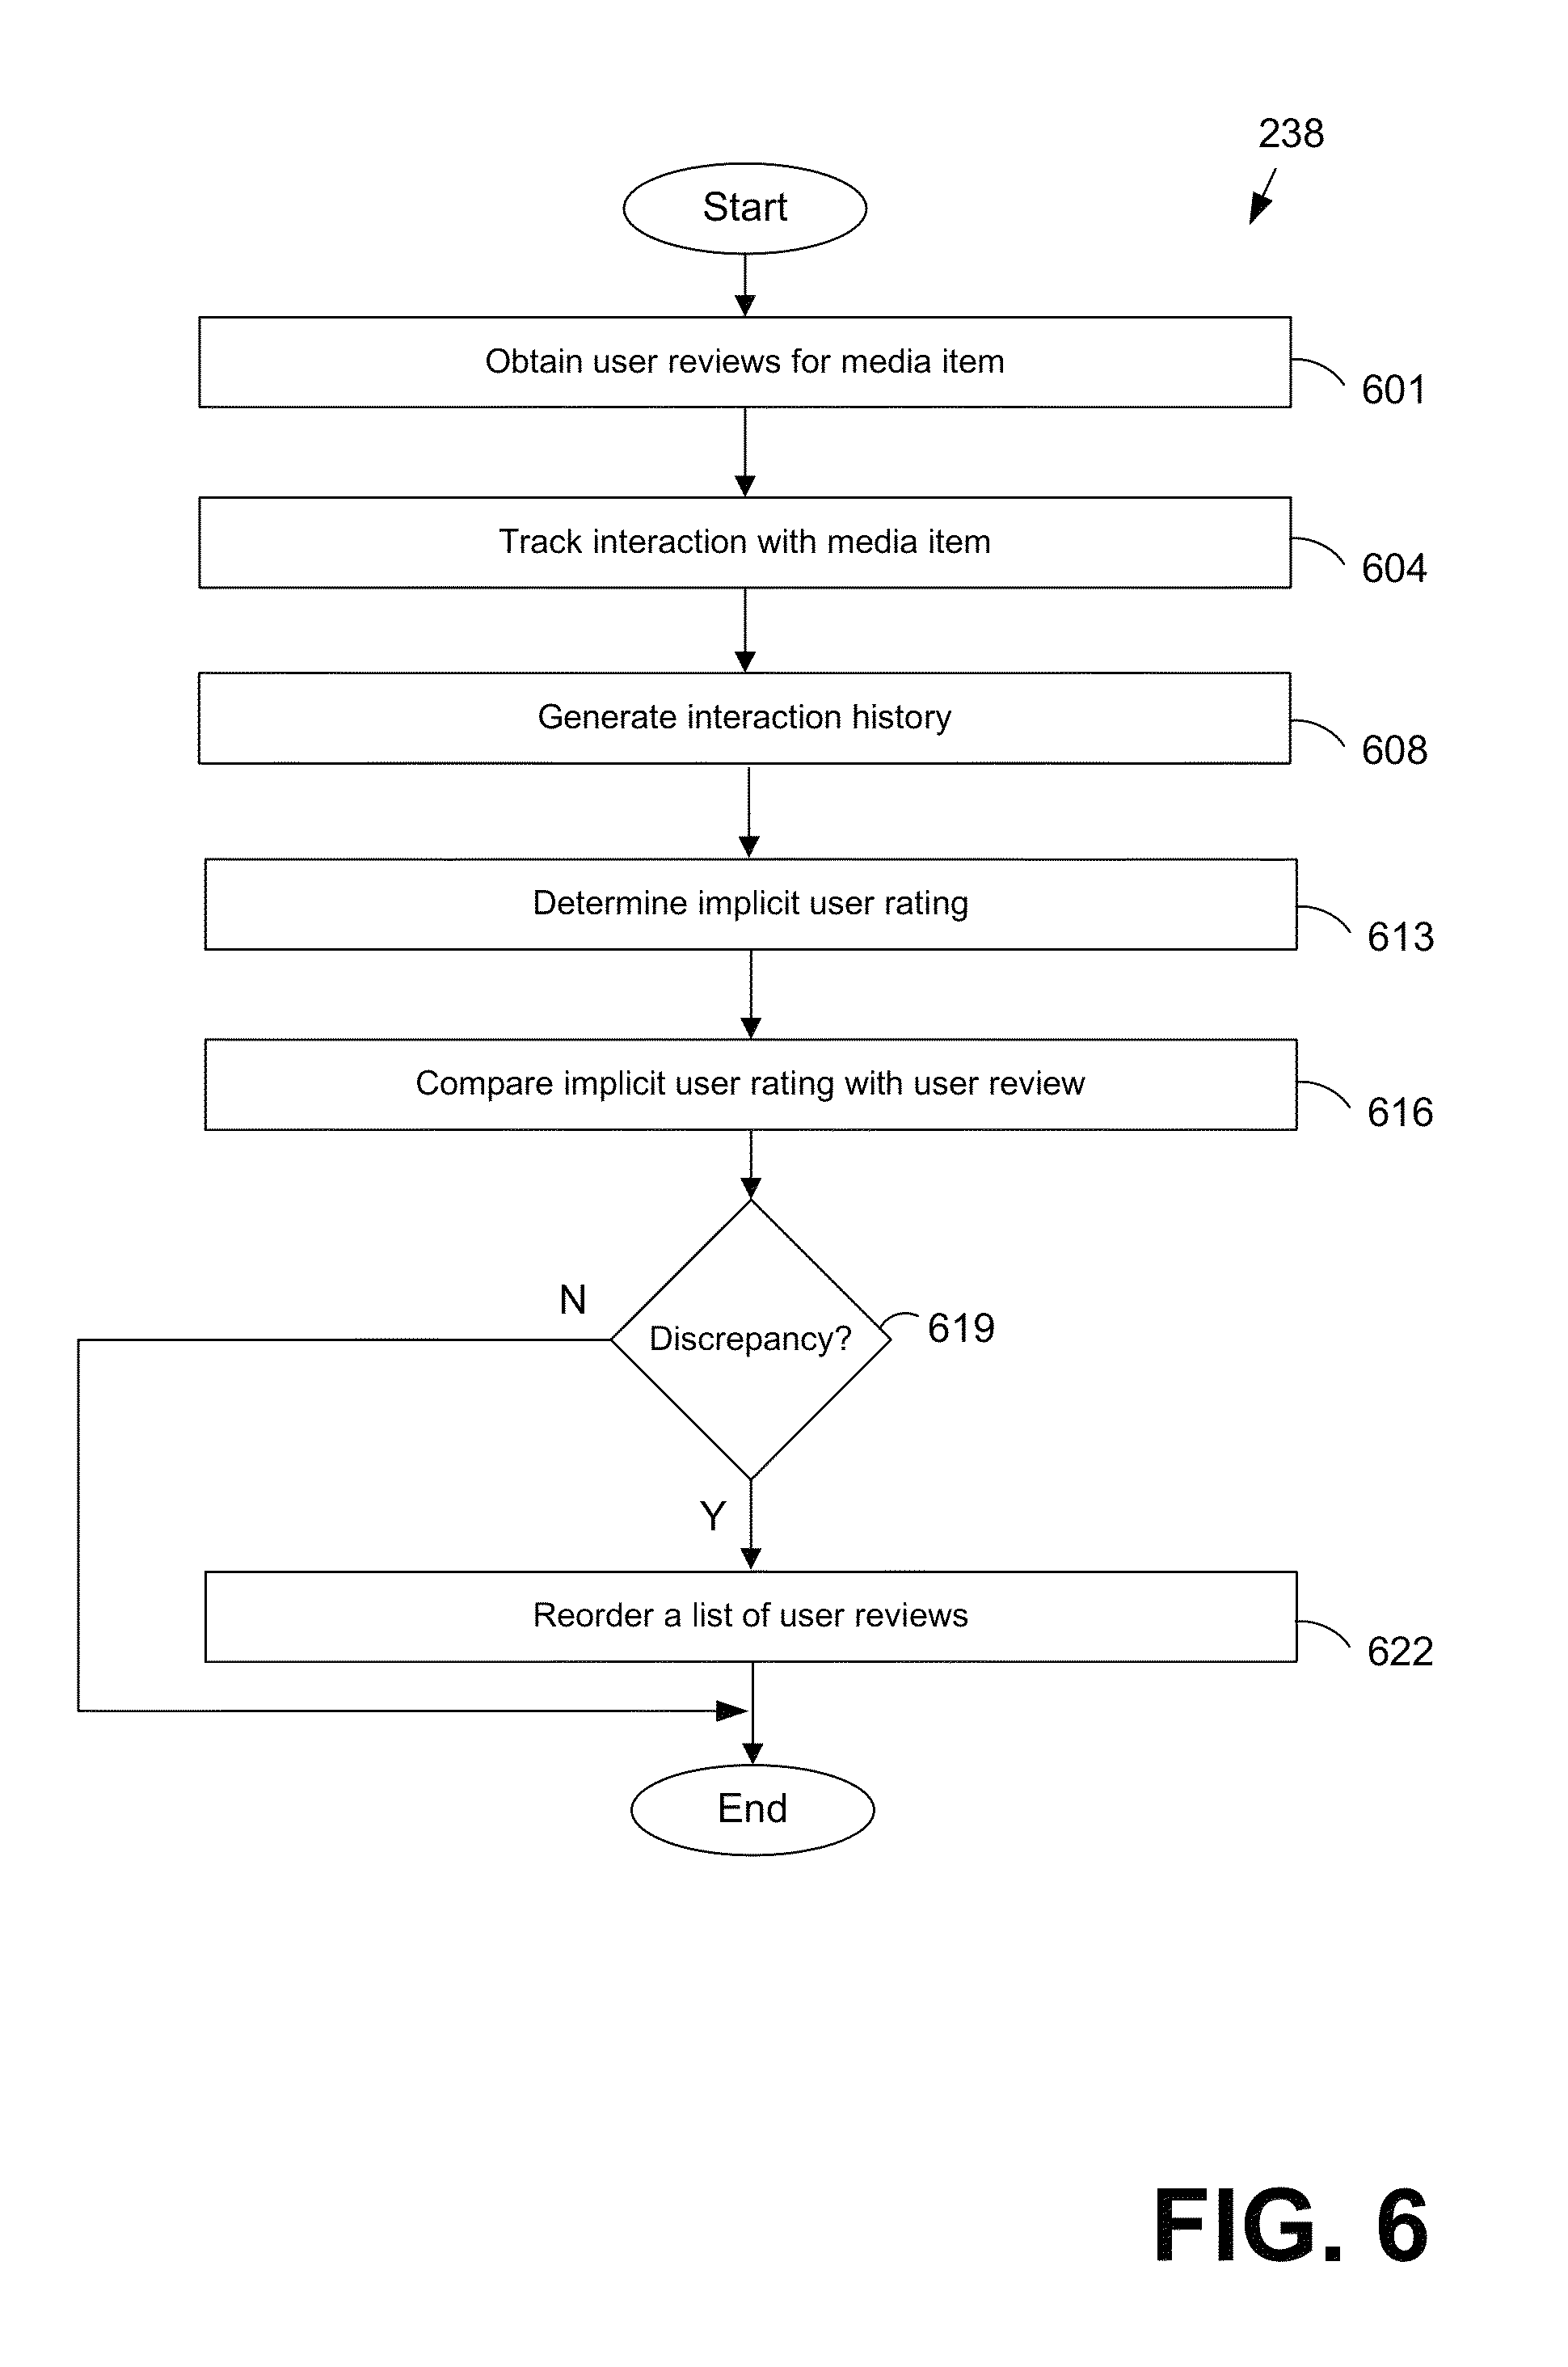 238
Start
Obtain user reviews for media item
601
Track interaction with media item
604
Generate interaction history
608
Determine implicit user rating
613
Compare implicit user rating with user review
616
N
Discrepancy?
619
Y
Reorder a list of user reviews
622
End
FIG. 6